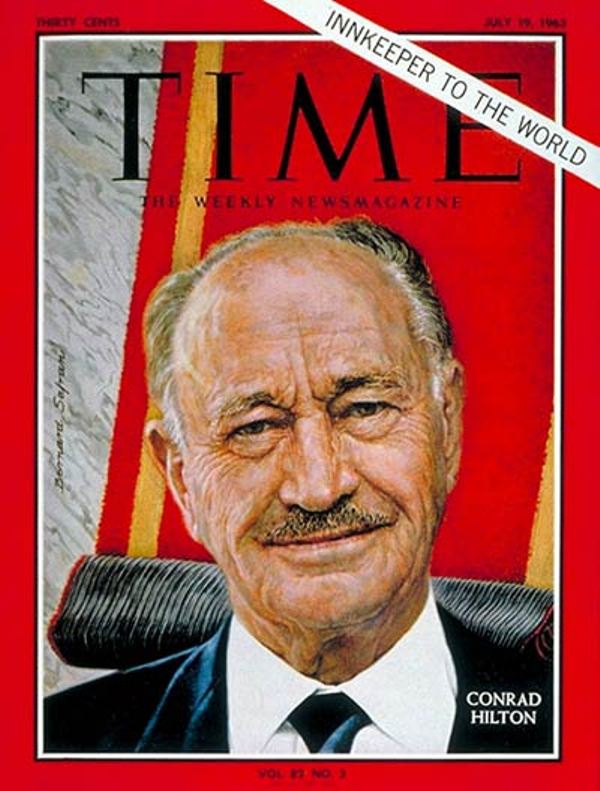 THIRTY CENTS
JULY 19, 1963
INNKEEPER TO THE WORLD
TIME
THE WEEKLY NEWSMAGAZINE
Bernard Safran
CONRAD
HILTON
VOL. 82 NO. 3